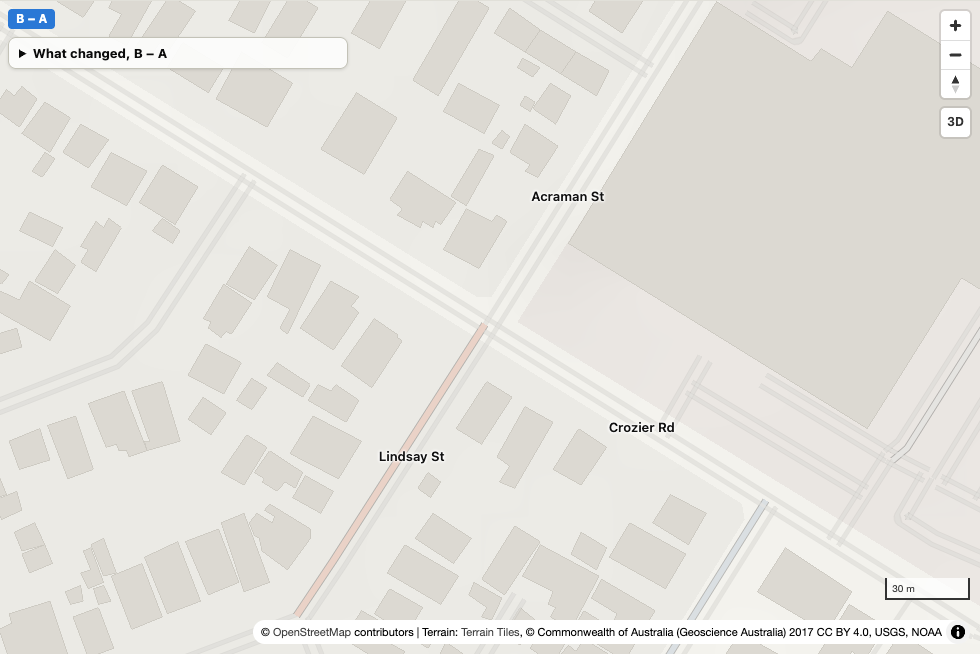 B – A
What changed, B – A
3D
Acraman St
Crozier Rd
Lindsay St
30 m
© OpenStreetMap contributors | Terrain: Terrain Tiles, © Commonwealth of Australia (Geoscience Australia) 2017 CC BY 4.0, USGS, NOAA